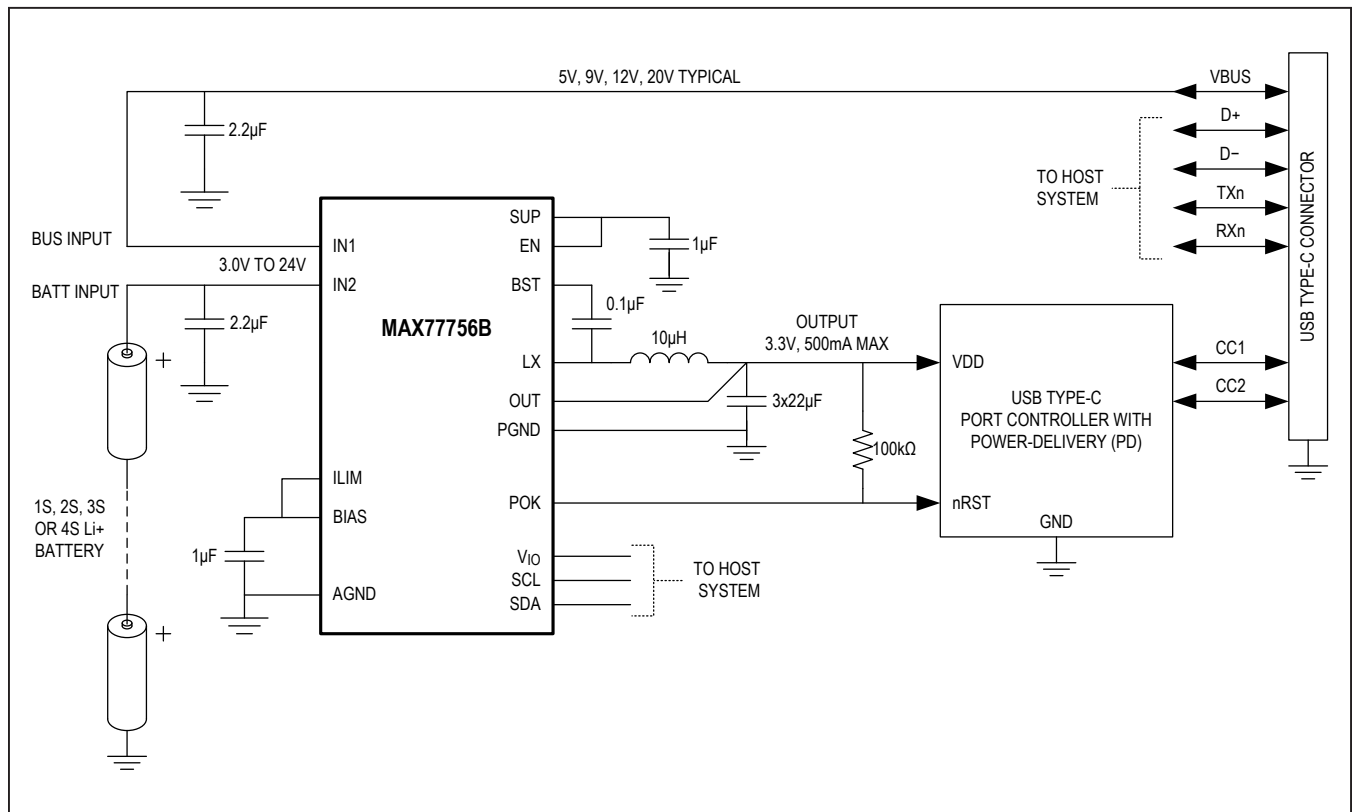 5V, 9V, 12V, 20V TYPICAL
VBUS
D+
D−
TXn
RXn
TO HOST
SYSTEM
USB TYPE-C CONNECTOR
2.2µF
BUS INPUT
3.0V TO 24V
BATT INPUT
2.2µF
+
+
1S, 2S, 3S
OR 4S Li+
BATTERY
1µF
MAX77756B
IN1
IN2
ILIM
BIAS
AGND
SUP
EN
BST
LX
OUT
PGND
POK
VIO
SCL
SDA
1µF
0.1µF
10µH
OUTPUT
3.3V, 500mA MAX
3x22µF
100kΩ
TO HOST
SYSTEM
VDD
USB TYPE-C
PORT CONTROLLER WITH
POWER-DELIVERY (PD)
nRST
GND
CC1
CC2